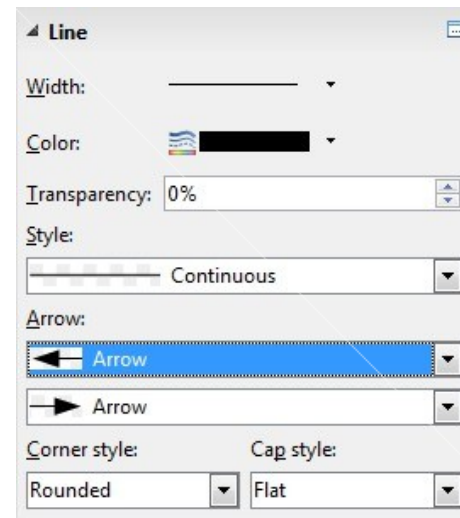 Line
Width:
Color:
Transparency: 0%
Style:
Continuous
Arrow:
Arrow
Arrow
Corner style: Cap style:
Rounded Flat